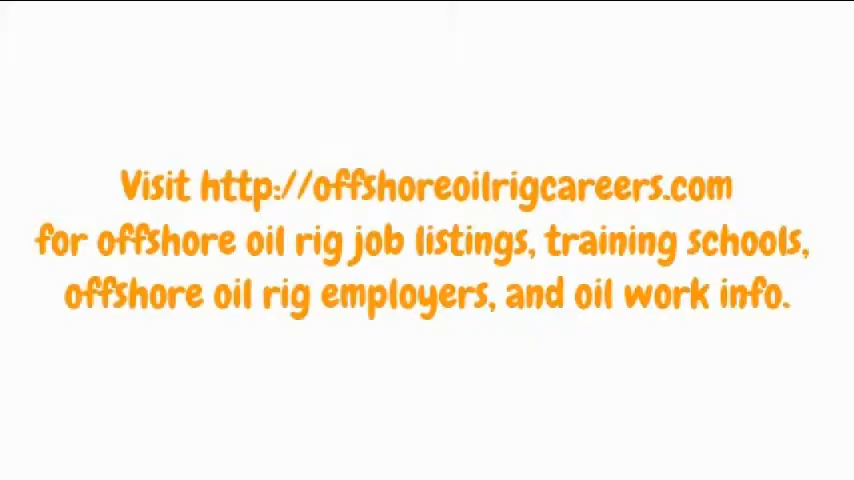 Visit http://offshoreoilrigcareers.com
for offshore oil rig job listings, training schools,
offshore oil rig employers, and oil work info.